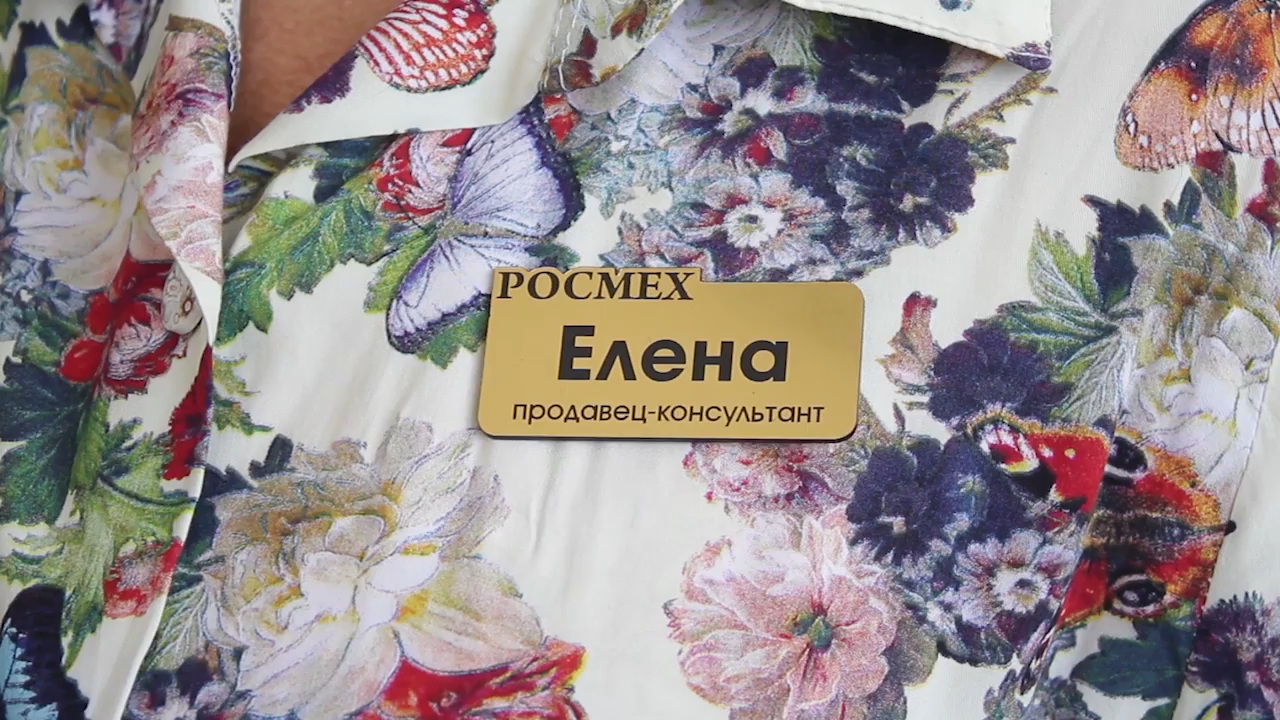 РОСМЕХ
Елена
продавец-консультант